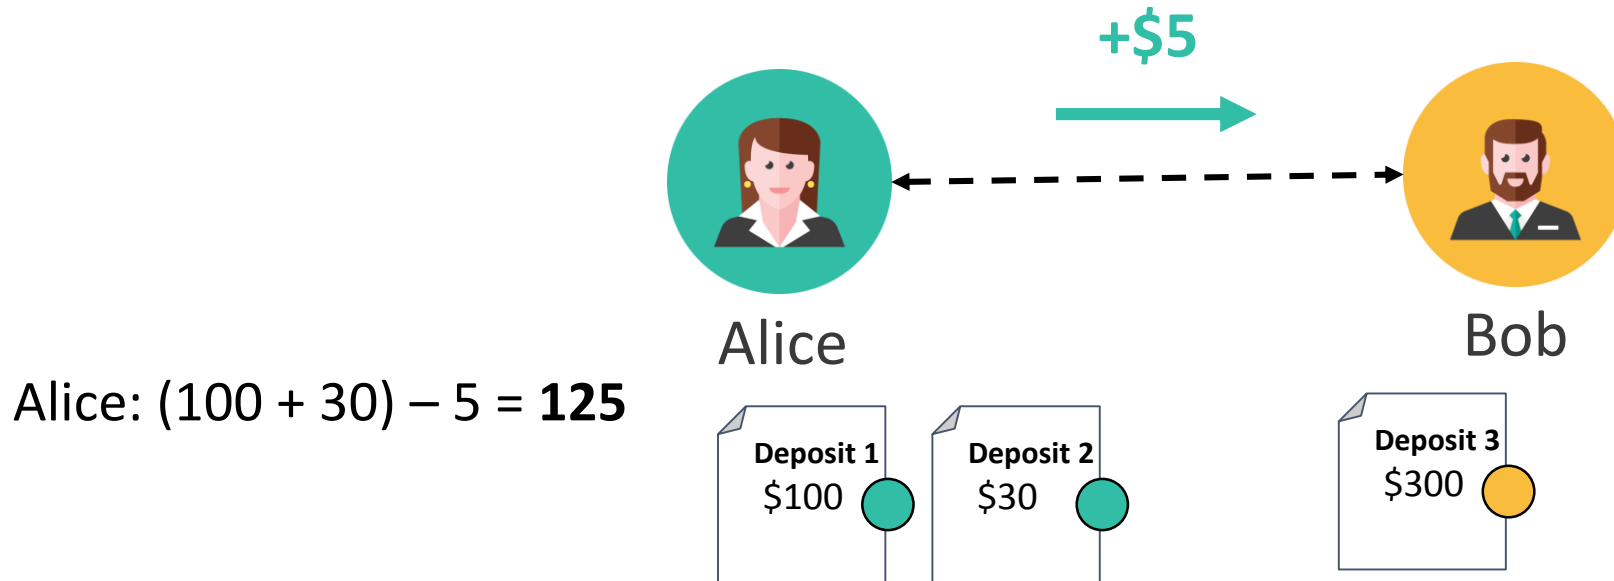 +$5
Alice
Bob
Alice: (100 + 30) – 5 = 125
Deposit 1
$100
Deposit 2
$30
Deposit 3
$300